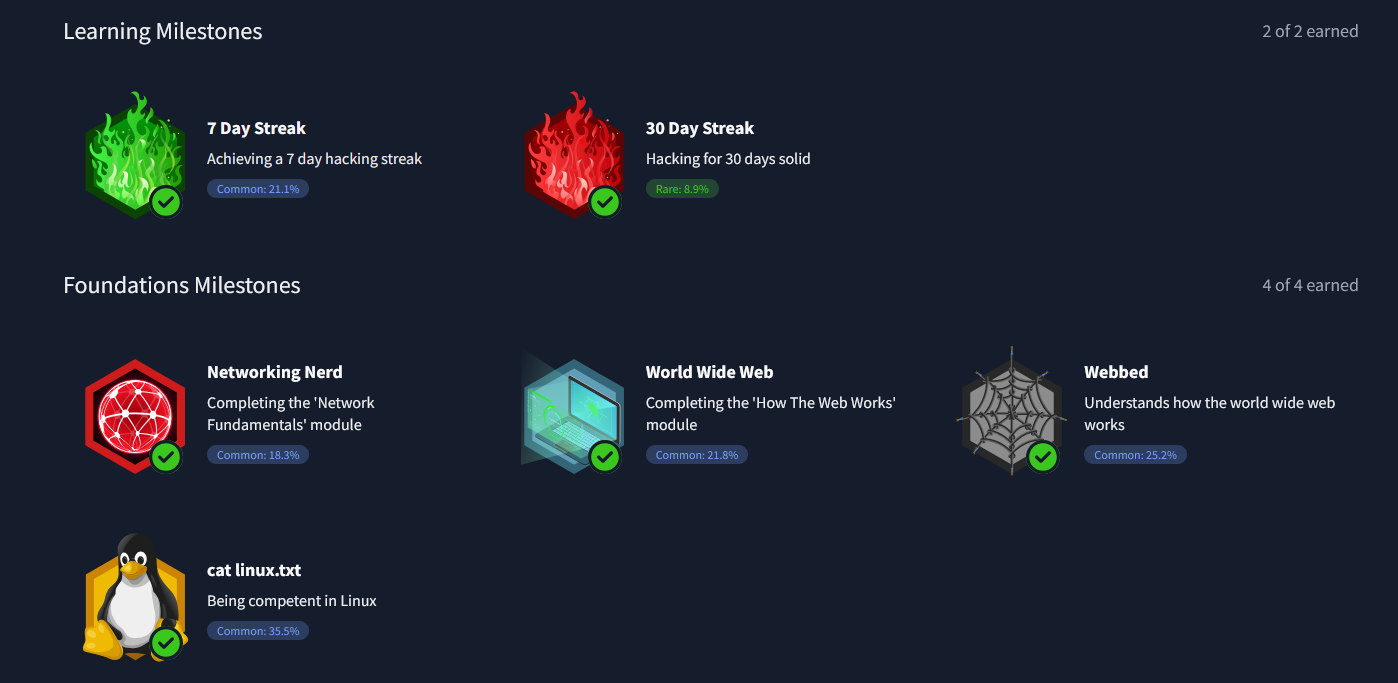 Learning Milestones
2 of 2 earned
7 Day Streak
Achieving a 7 day hacking streak
Common: 21.1%
30 Day Streak
Hacking for 30 days solid
Rare: 8.9%
Foundations Milestones
4 of 4 earned
Networking Nerd
Completing the 'Network
Fundamentals' module
Common: 18.3%
World Wide Web
Completing the 'How The Web Works'
module
Common: 21.8%
Webbed
Understands how the world wide web
works
Common: 25.2%
cat linux.txt
Being competent in Linux
Common: 35.5%